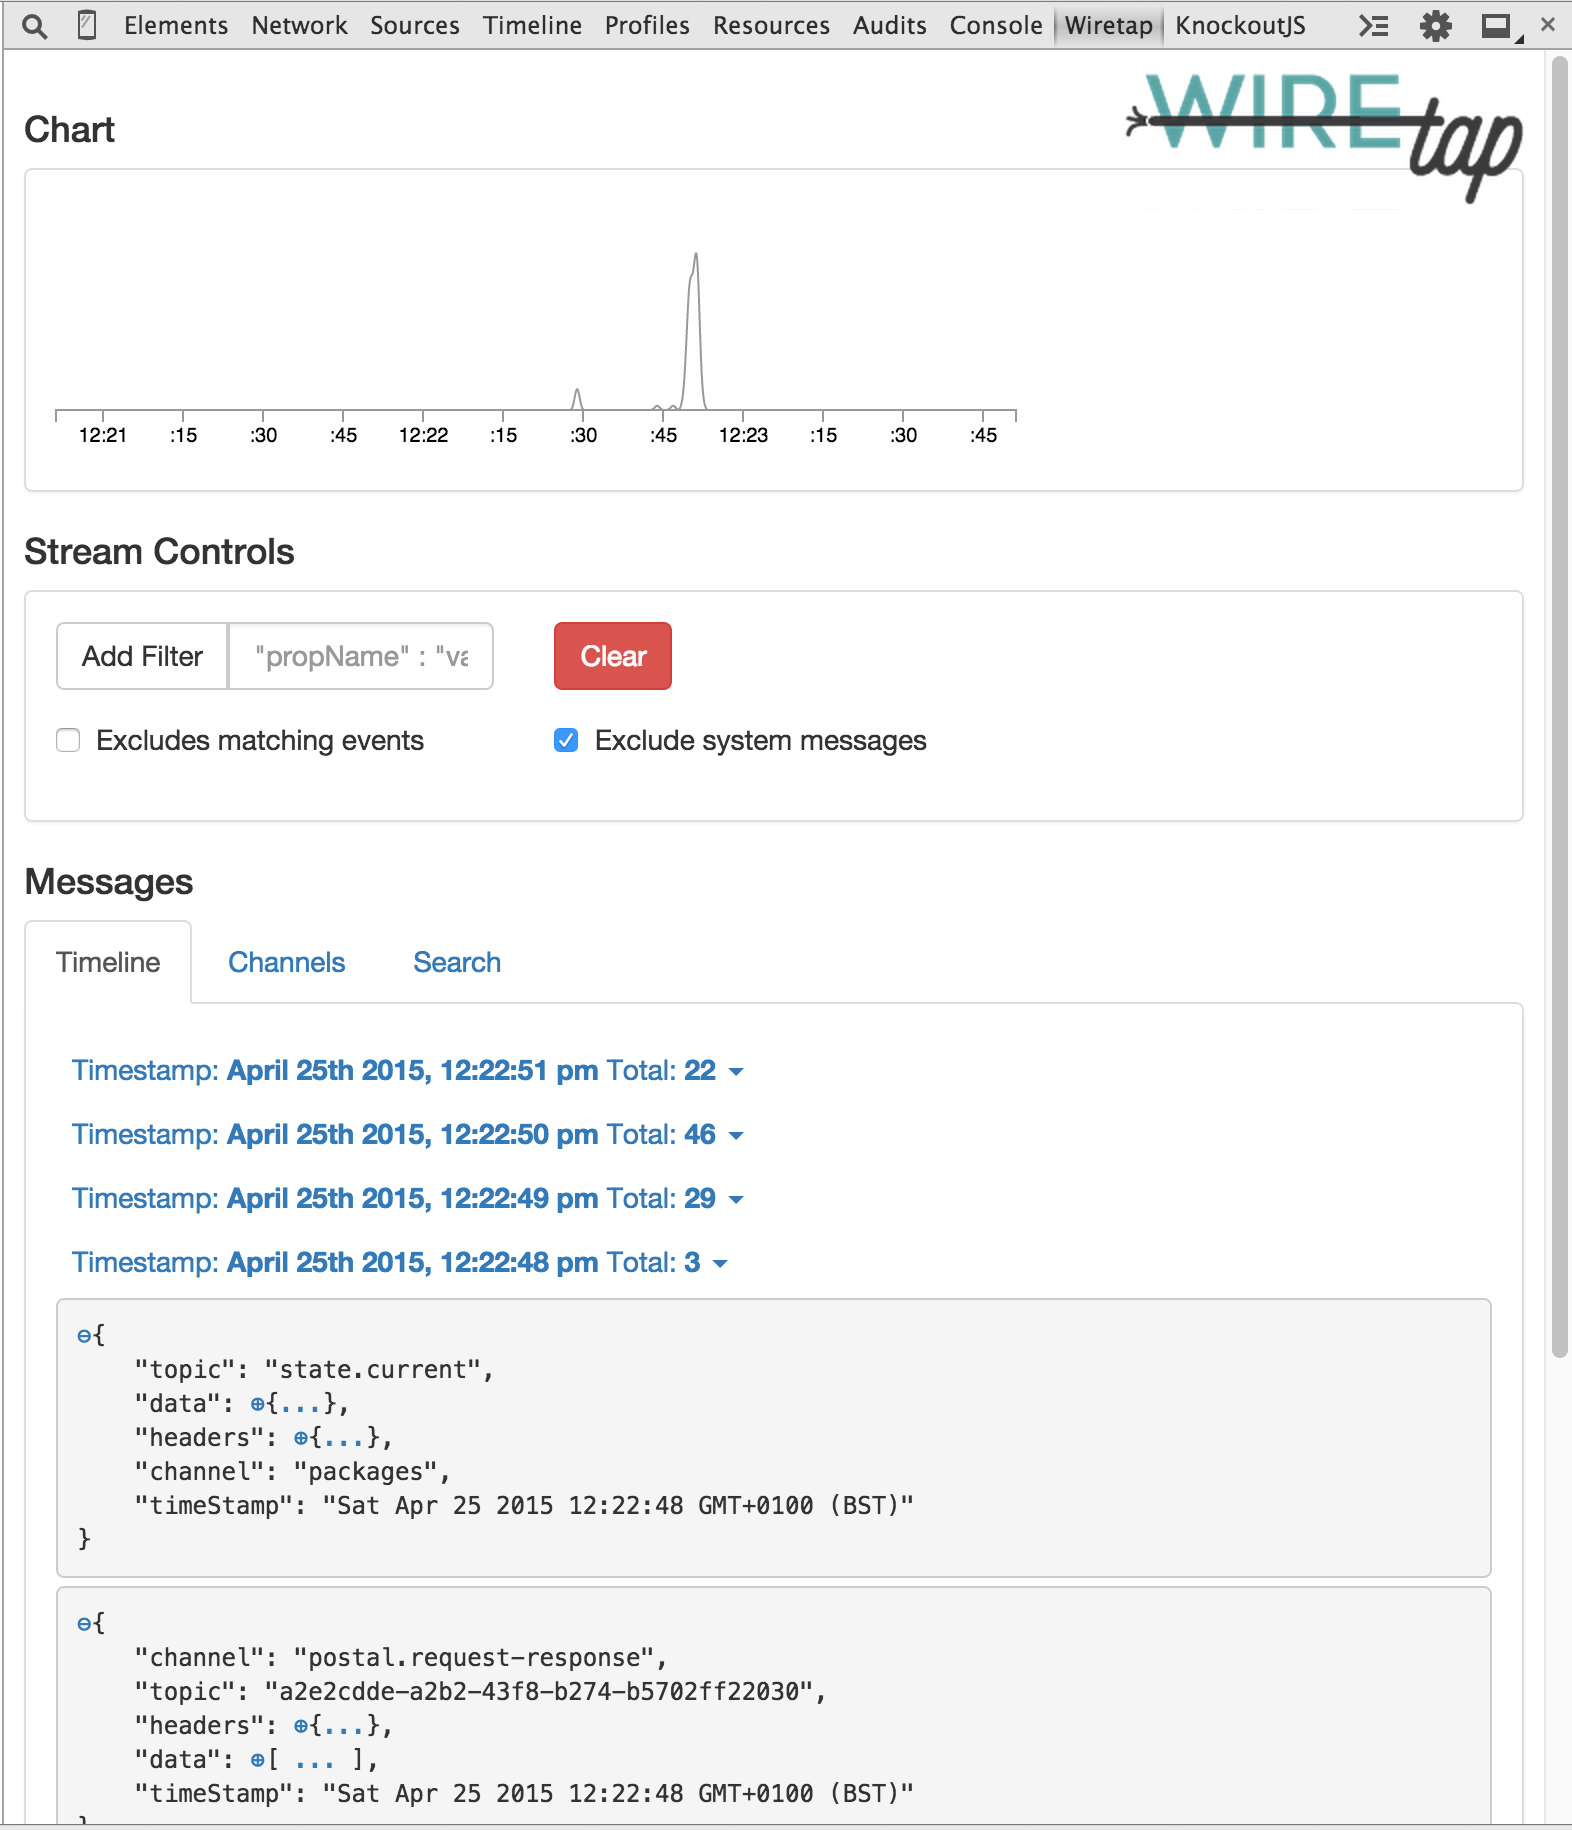 Elements Network Sources Timeline Profiles Resources Audits Console Wiretap KnockoutJS
WIREtap
Chart
12:21 :15 :30 :45 12:22 :15 :30 :45 12:23 :15 :30 :45
Stream Controls
Add Filter "propName" : "va Clear
Excludes matching events Exclude system messages
Messages
Timeline Channels Search
Timestamp: April 25th 2015, 12:22:51 pm Total: 22
Timestamp: April 25th 2015, 12:22:50 pm Total: 46
Timestamp: April 25th 2015, 12:22:49 pm Total: 29
Timestamp: April 25th 2015, 12:22:48 pm Total: 3
⊖{
"topic": "state.current",
"data": ⊕{...},
"headers": ⊕{...},
"channel": "packages",
"timeStamp": "Sat Apr 25 2015 12:22:48 GMT+0100 (BST)"
}
⊖{
"channel": "postal.request-response",
"topic": "a2e2cdde-a2b2-43f8-b274-b5702ff22030",
"headers": ⊕{...},
"data": ⊕[ ... ],
"timeStamp": "Sat Apr 25 2015 12:22:48 GMT+0100 (BST)"
}